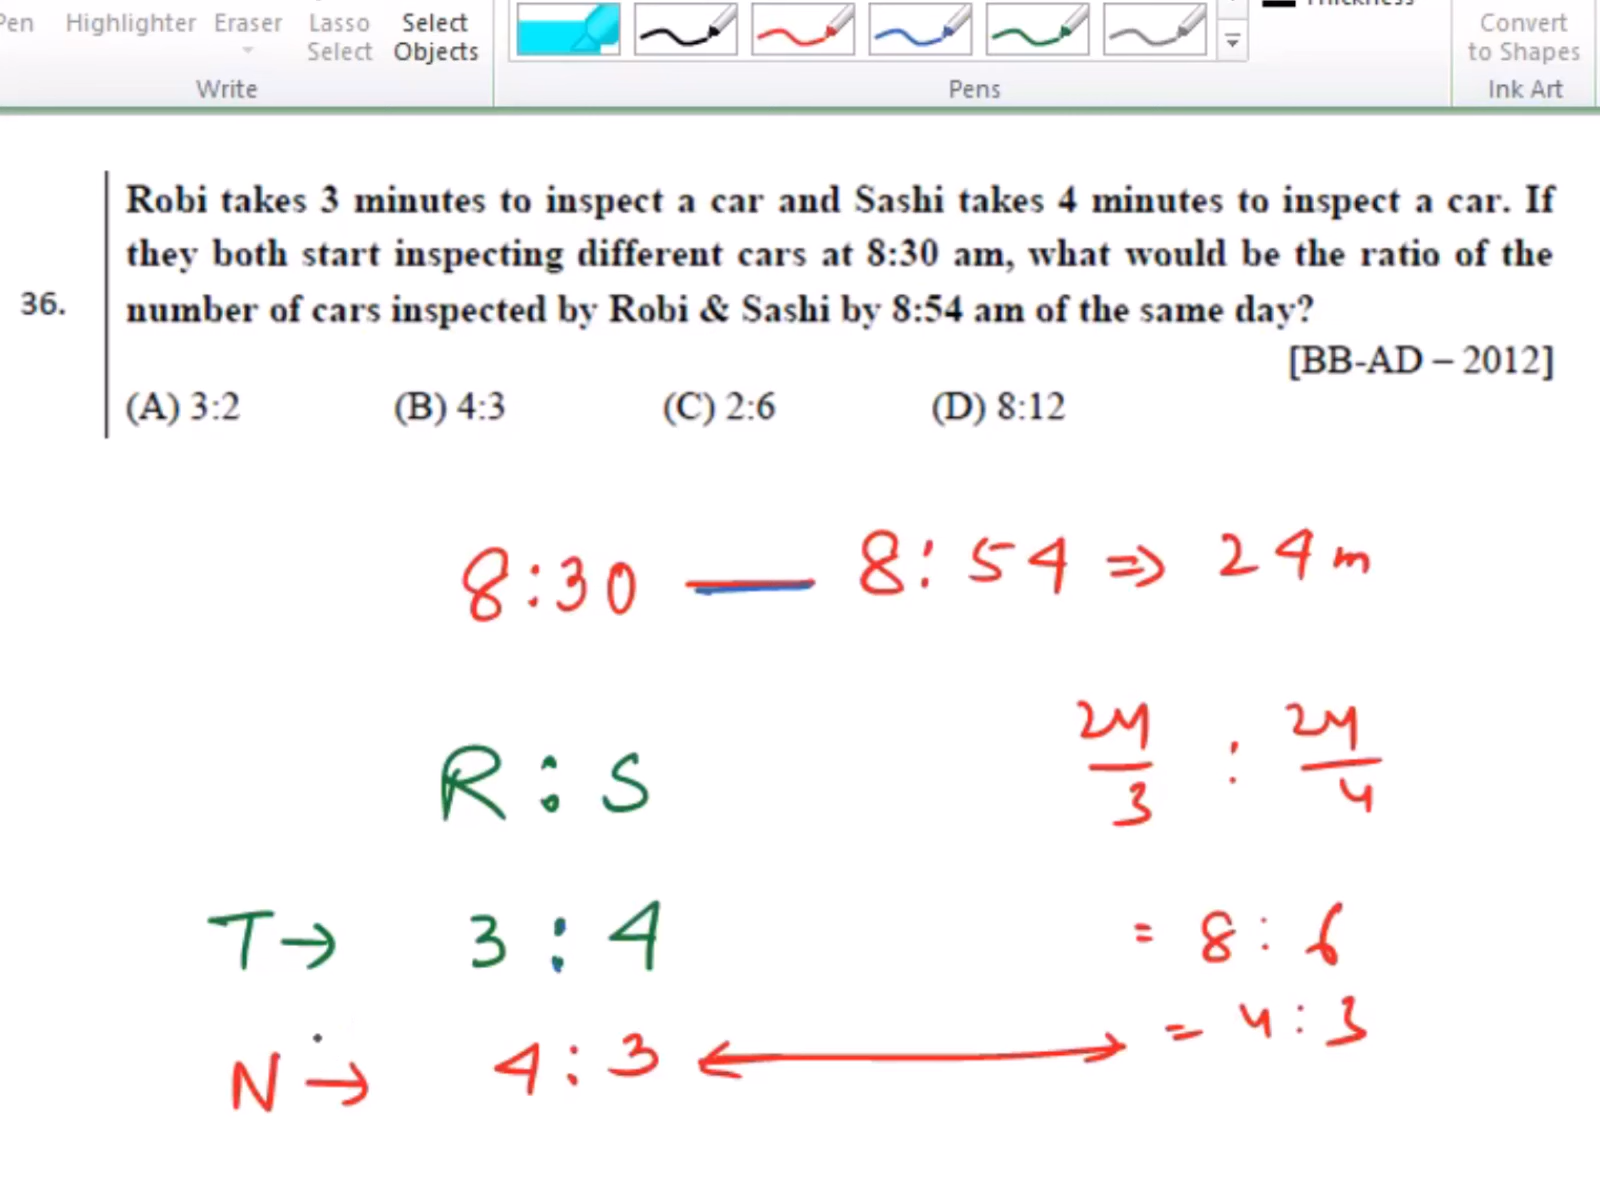 Pen Highlighter Eraser Lasso Select Select Objects
Convert to Shapes
Write
Pens
Ink Art
36.
Robi takes 3 minutes to inspect a car and Sashi takes 4 minutes to inspect a car. If
they both start inspecting different cars at 8:30 am, what would be the ratio of the
number of cars inspected by Robi & Sashi by 8:54 am of the same day?
[BB-AD – 2012]
(A) 3:2 (B) 4:3 (C) 2:6 (D) 8:12
8:30 — 8:54 ⇒ 24 m
R : S
24/3 : 24/4
T → 3 : 4
= 8 : 6
N → 4 : 3 ↔ = 4 : 3